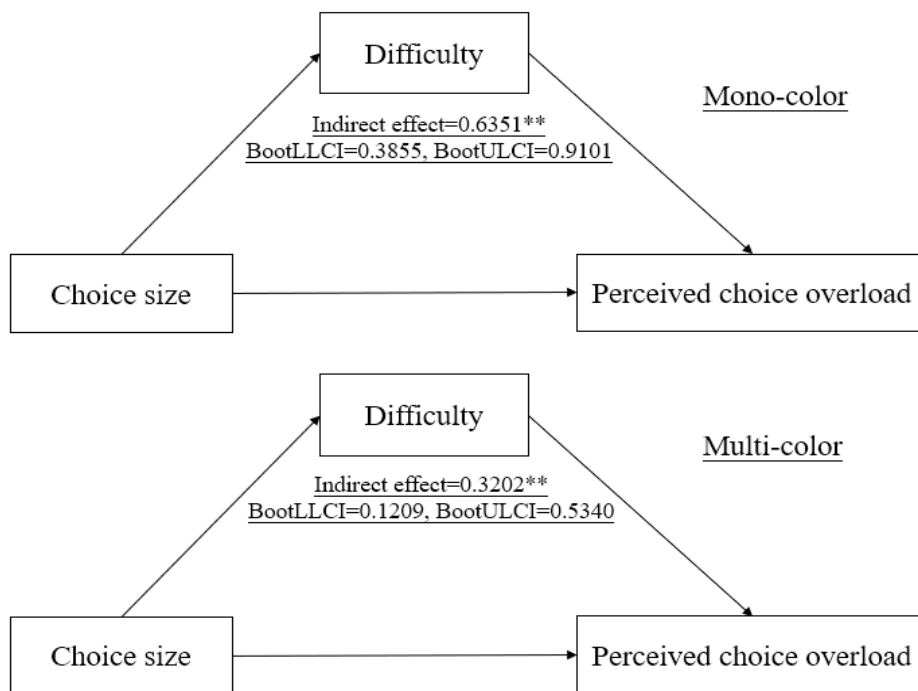 Difficulty
Mono-color
Indirect effect=0.6351**
BootLLCI=0.3855, BootULCI=0.9101
Choice size
Perceived choice overload
Difficulty
Multi-color
Indirect effect=0.3202**
BootLLCI=0.1209, BootULCI=0.5340
Choice size
Perceived choice overload